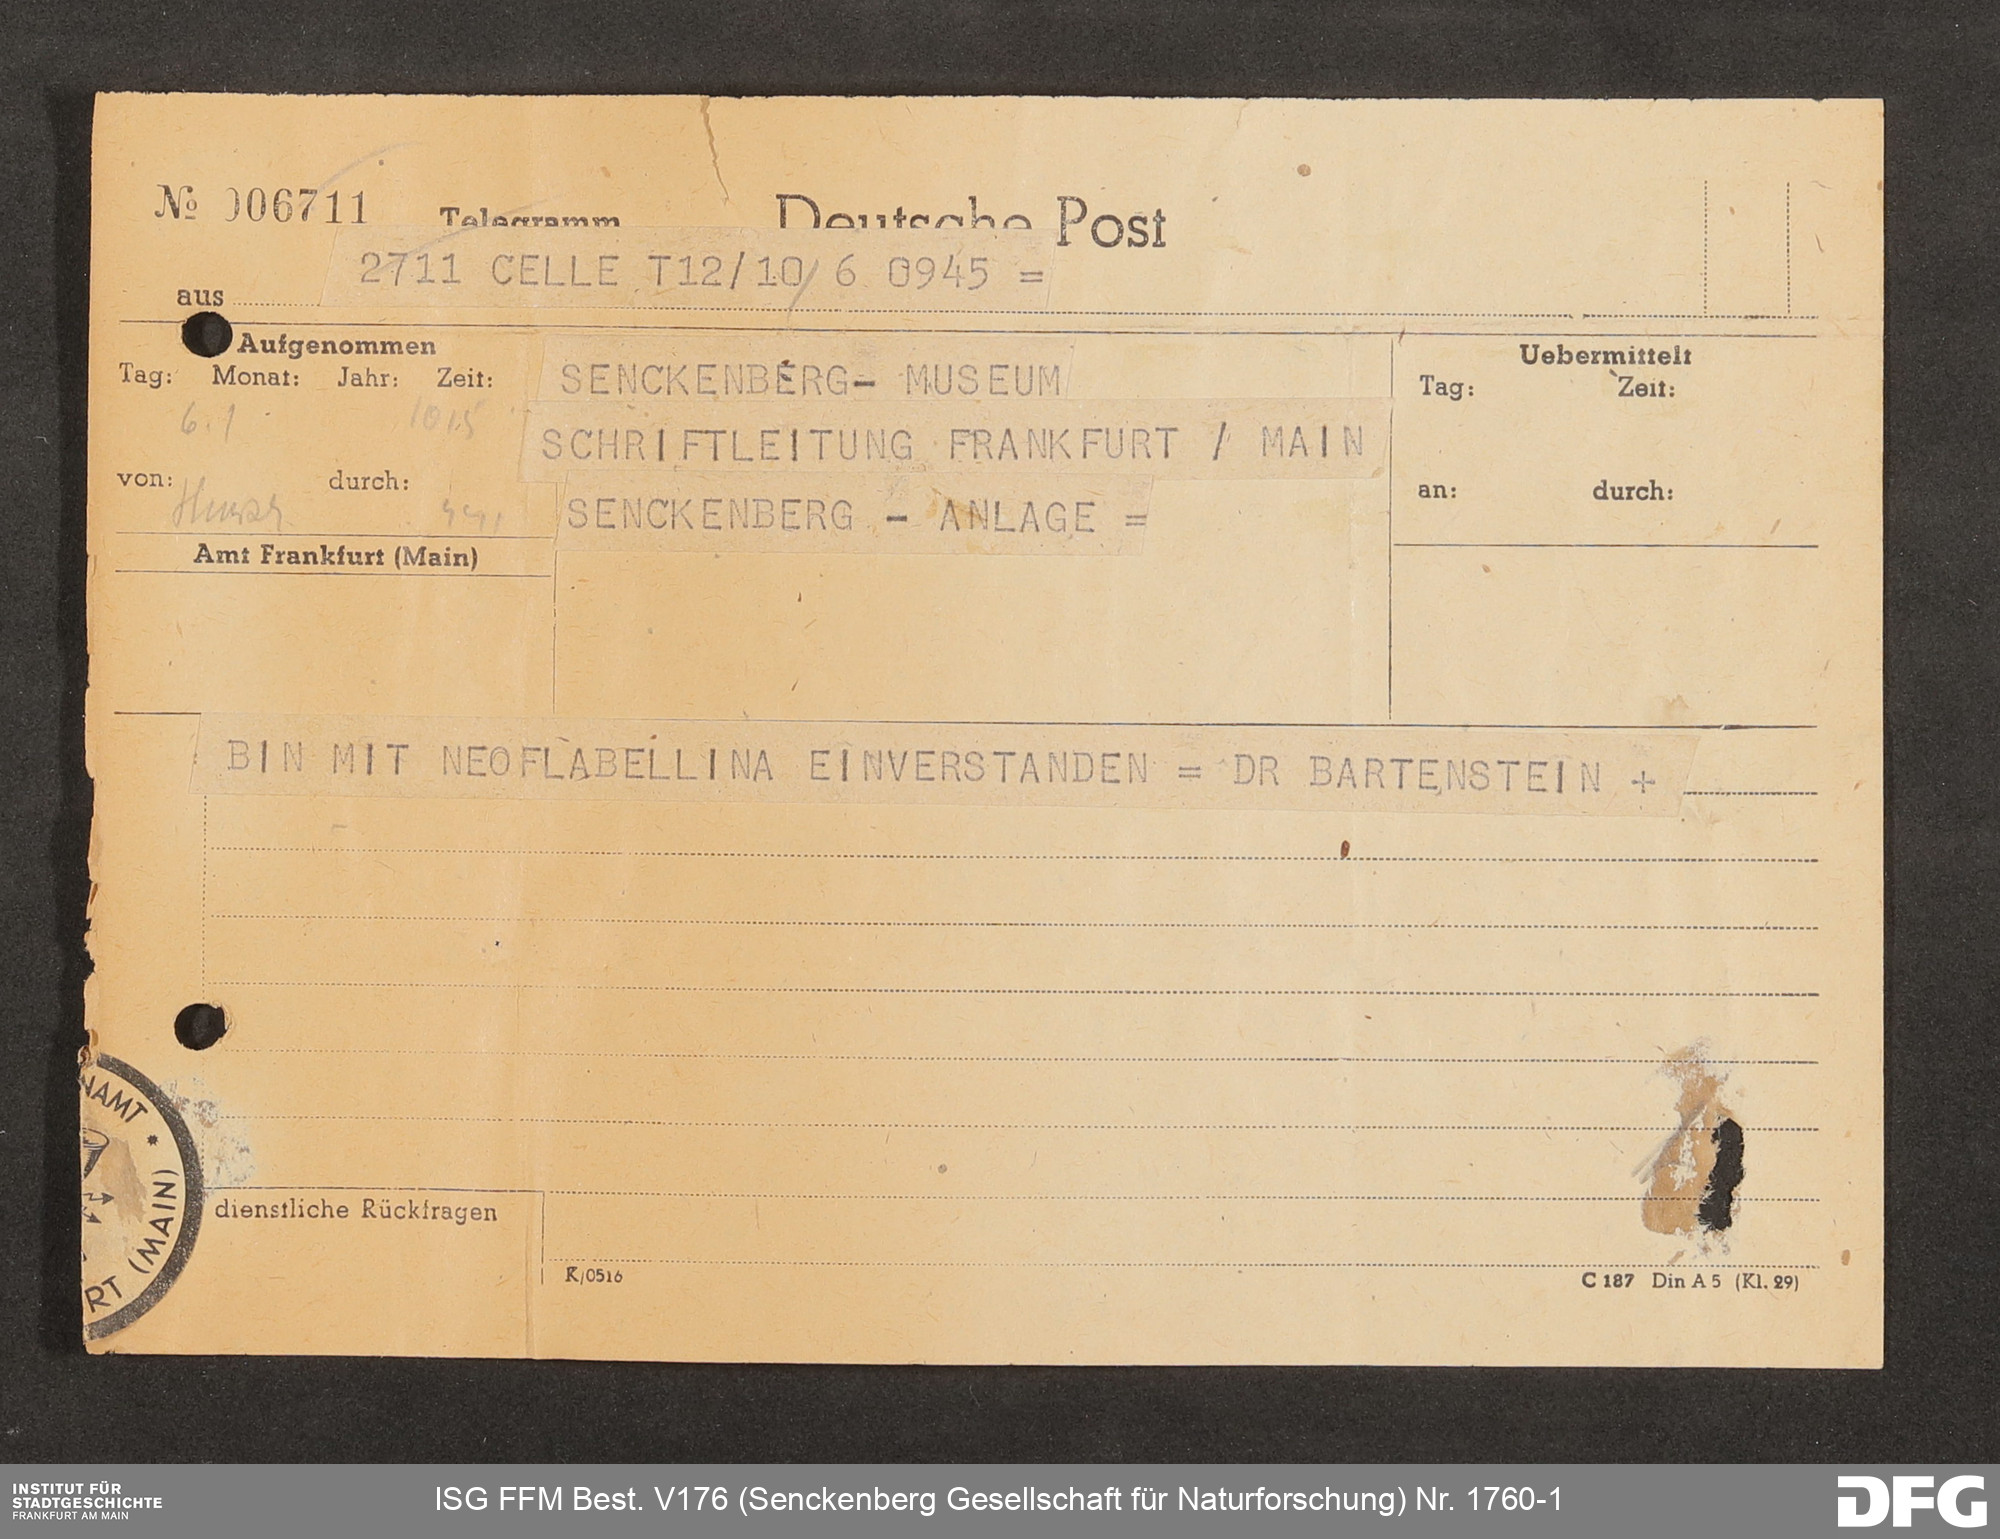 № 006711
Telegramm Deutsche Post
2711 CELLE T12/10/6 0945 =
aus
Aufgenommen
Tag: Monat: Jahr: Zeit:
6.1 1015
von: durch:
Amt Frankfurt (Main)
SENCKENBERG- MUSEUM
SCHRIFTLEITUNG FRANKFURT / MAIN
SENCKENBERG - ANLAGE =
Uebermittelt
Tag: Zeit:
an: durch:
BIN MIT NEOFLABELLINA EINVERSTANDEN = DR BARTENSTEIN +
NAMT *
RT (MAIN)
dienstliche Rückfragen
K/0516
C 187 Din A 5 (Kl. 29)
INSTITUT FÜR
STADTGESCHICHTE
FRANKFURT AM MAIN
ISG FFM Best. V176 (Senckenberg Gesellschaft für Naturforschung) Nr. 1760-1
DFG